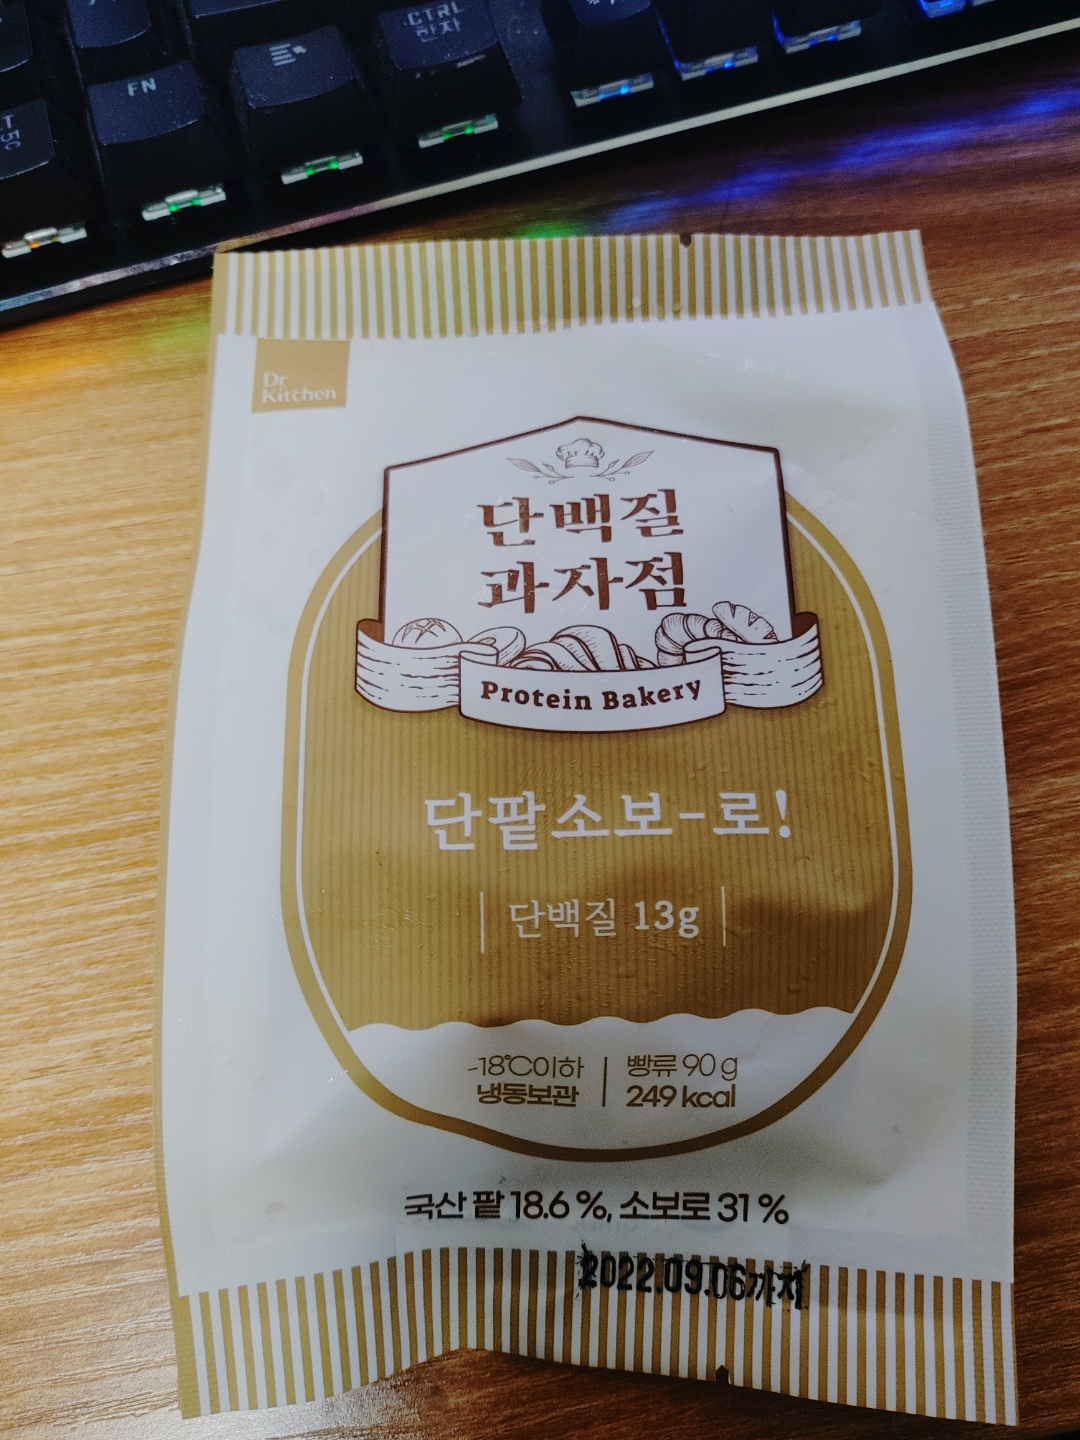 CTRL
한자
FN
Dr.
Kitchen
단백질
과자점
Protein Bakery
단팥소보-로!
단백질 13g
-18℃이하
냉동보관
빵류 90 g
249 kcal
국산 팥 18.6 %, 소보로 31 %
2022.09.06까지